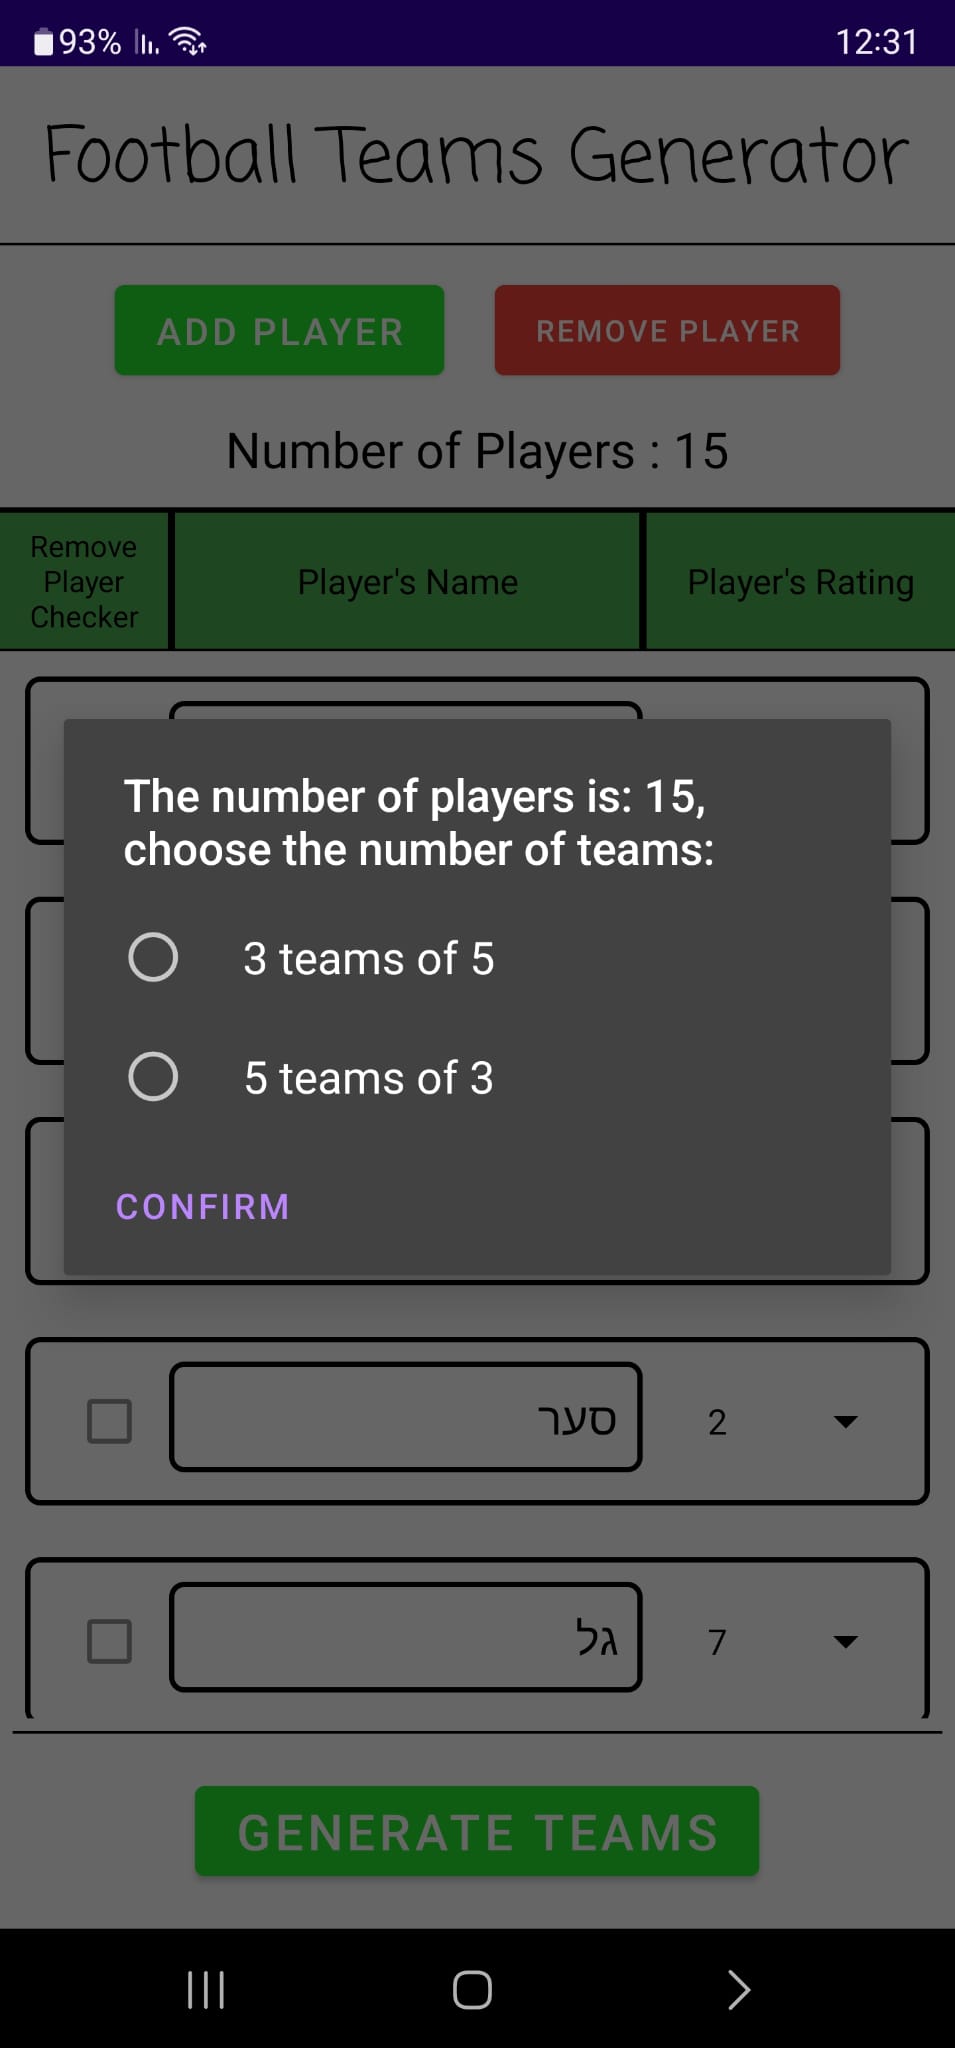 93%
12:31
Football Teams Generator
ADD PLAYER
REMOVE PLAYER
Number of Players : 15
Remove
Player
Checker
Player's Name
Player's Rating
The number of players is: 15,
choose the number of teams:
3 teams of 5
5 teams of 3
CONFIRM
סער
2
גל
7
GENERATE TEAMS